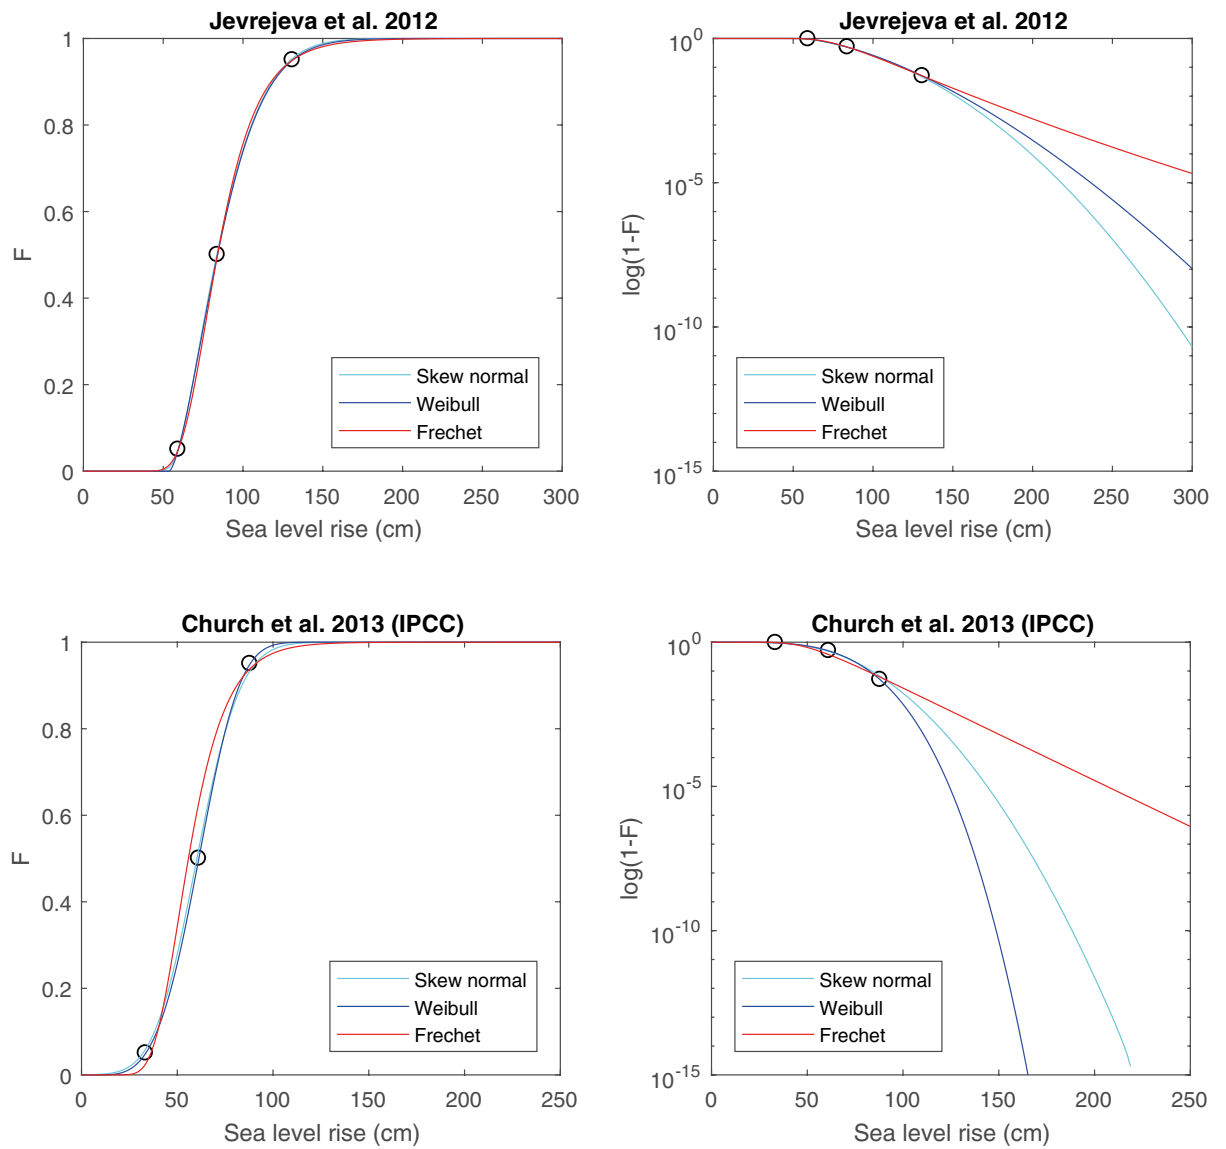 Jevrejeva et al. 2012
1
0.8
0.6
0.4
0.2
0
F
Skew normal
Weibull
Frechet
0 50 100 150 200 250 300
Sea level rise (cm)
Jevrejeva et al. 2012
10^0
10^-5
10^-10
10^-15
log(1-F)
Skew normal
Weibull
Frechet
0 50 100 150 200 250 300
Sea level rise (cm)
Church et al. 2013 (IPCC)
1
0.8
0.6
0.4
0.2
0
F
Skew normal
Weibull
Frechet
0 50 100 150 200 250
Sea level rise (cm)
Church et al. 2013 (IPCC)
10^0
10^-5
10^-10
10^-15
log(1-F)
Skew normal
Weibull
Frechet
0 50 100 150 200 250
Sea level rise (cm)